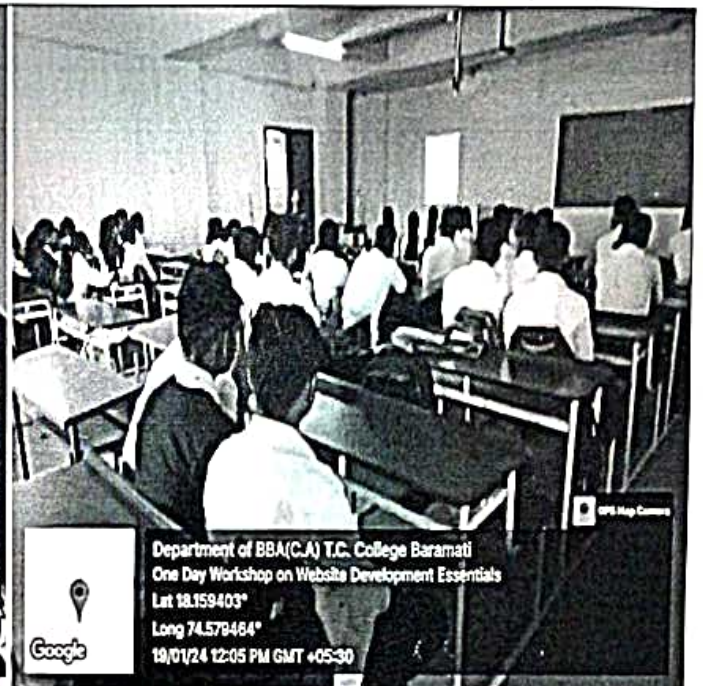 GPS Map Camera
Department of BBA(C.A) T.C. College Baramati
One Day Workshop on Website Development Essentials
Lat 18.159403°
Long 74.579464°
19/01/24 12:05 PM GMT +05:30
Google